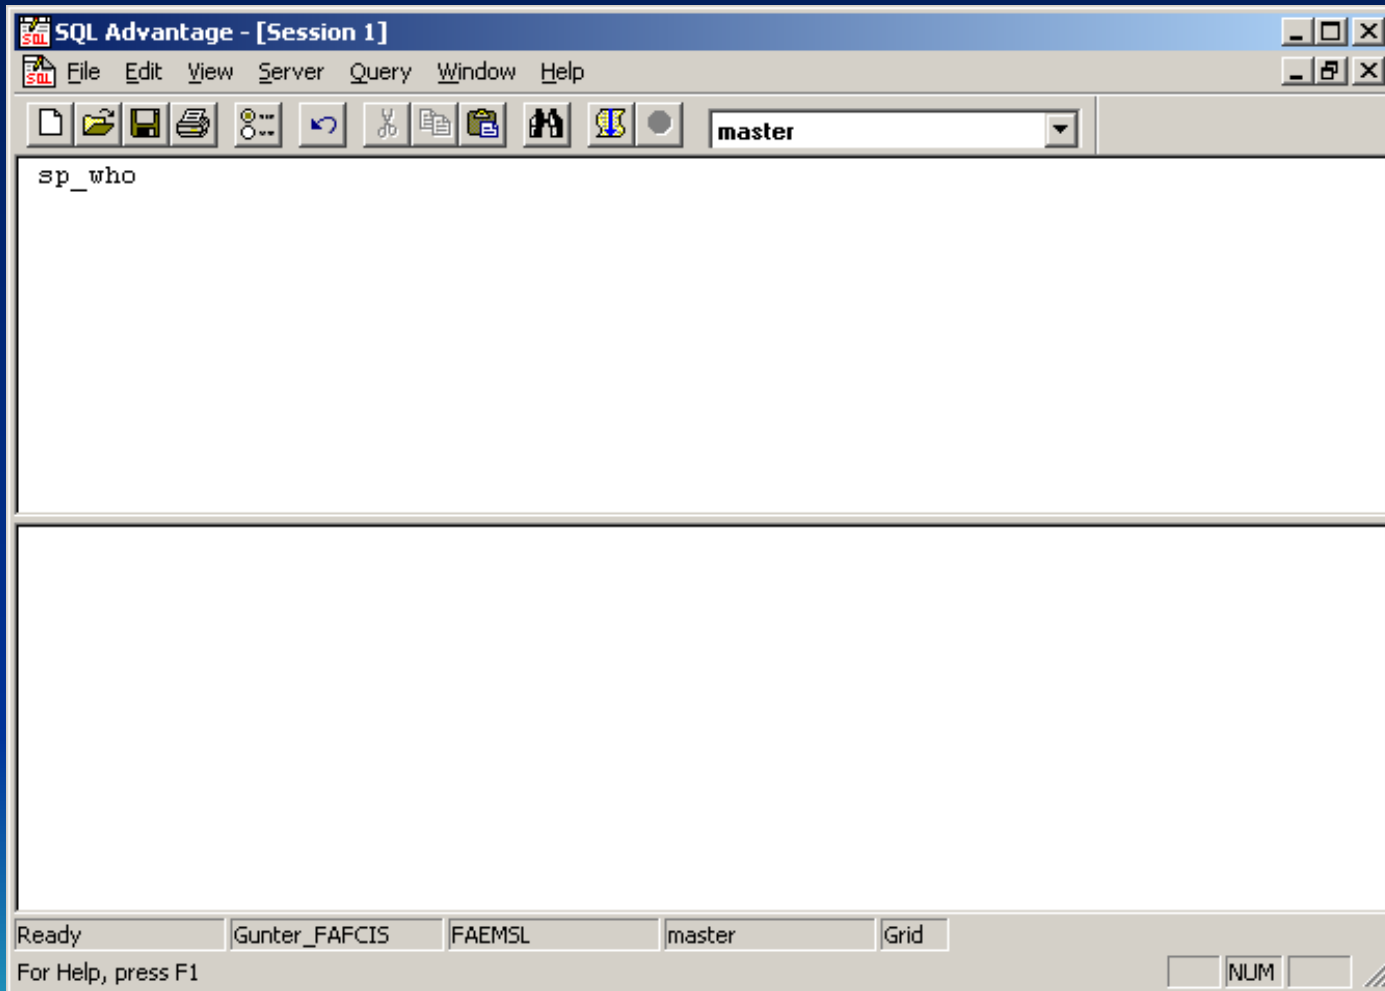 SQL Advantage - [Session 1]
File Edit View Server Query Window Help
master
sp_who
Ready Gunter_FAFCIS FAEMSL master Grid
For Help, press F1 NUM